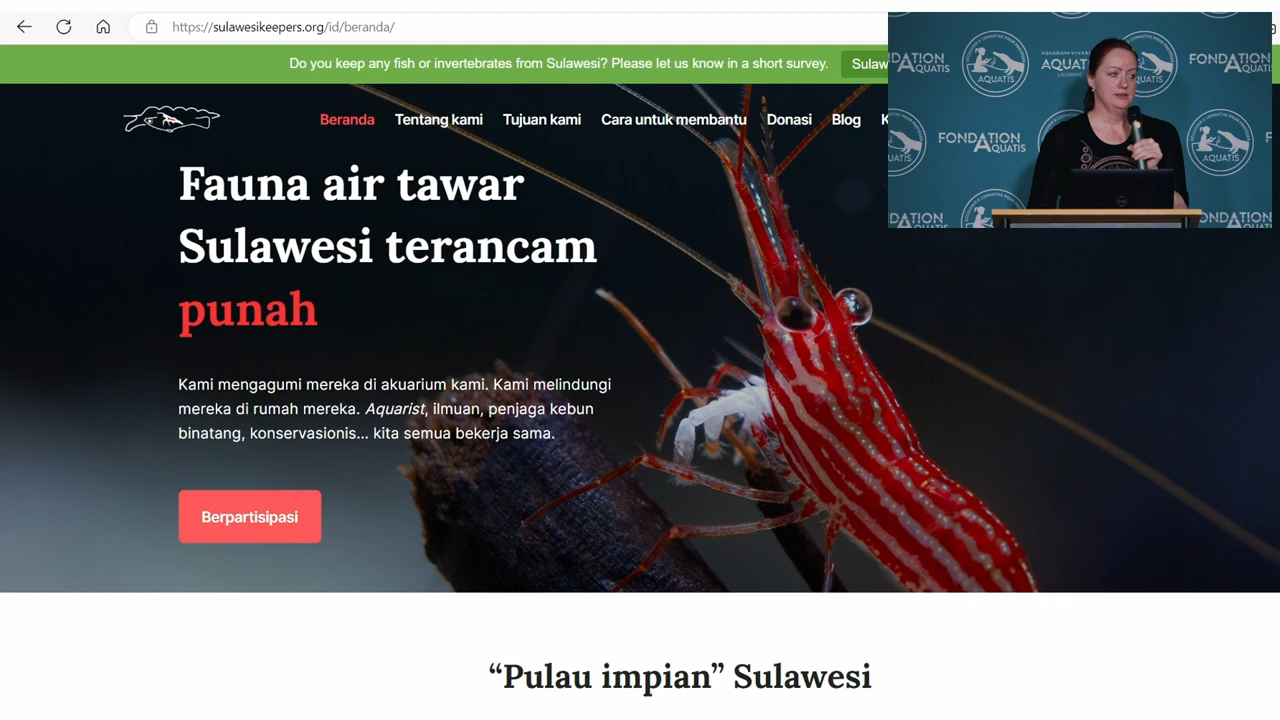 https://sulawesikeepers.org/id/beranda/
Do you keep any fish or invertebrates from Sulawesi? Please let us know in a short survey.
Sulaw
Beranda
Tentang kami
Tujuan kami
Cara untuk membantu
Donasi
Blog
K
Fauna air tawar
Sulawesi terancam
punah
Kami mengagumi mereka di akuarium kami. Kami melindungi
mereka di rumah mereka. Aquarist, ilmuan, penjaga kebun
binatang, konservasionis... kita semua bekerja sama.
Berpartisipasi
“Pulau impian” Sulawesi
FONDATION
AQUATIS
AQUATIS
FONDATION
AQUATIS
AQUATIS